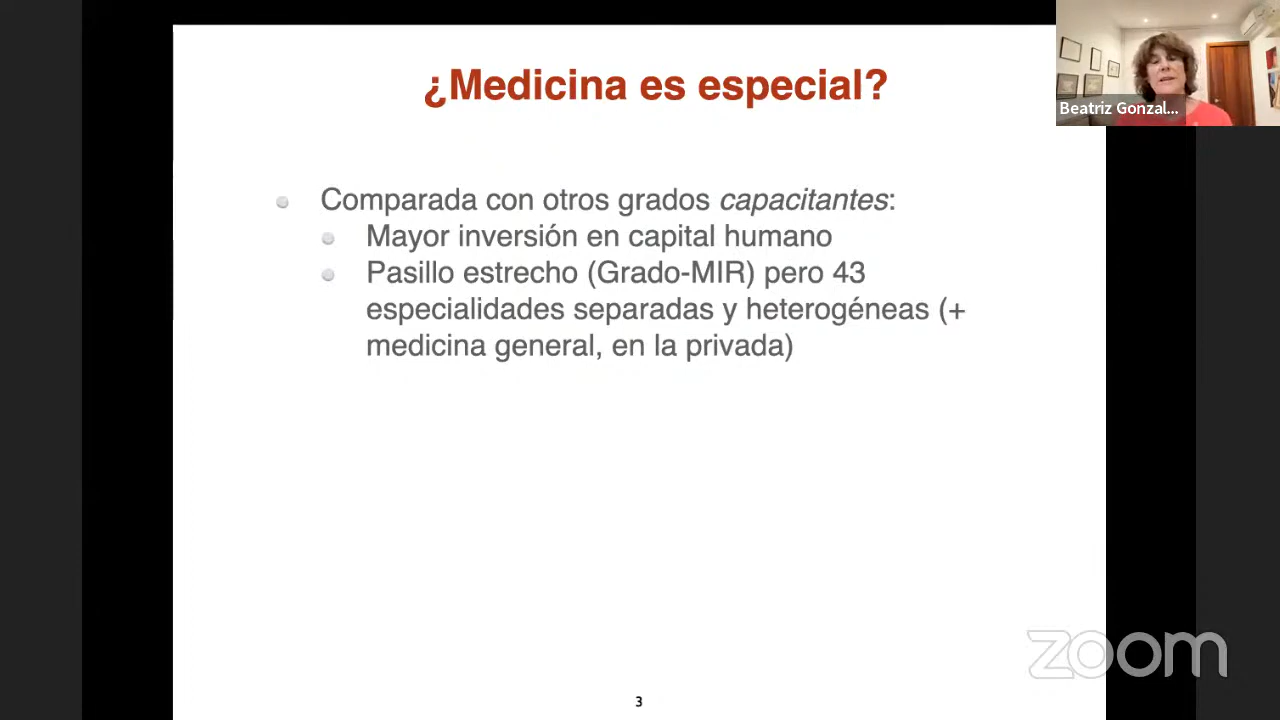 ¿Medicina es especial?
Beatriz Gonzal...
Comparada con otros grados capacitantes:
Mayor inversión en capital humano
Pasillo estrecho (Grado-MIR) pero 43
especialidades separadas y heterogéneas (+
medicina general, en la privada)
zoom
3